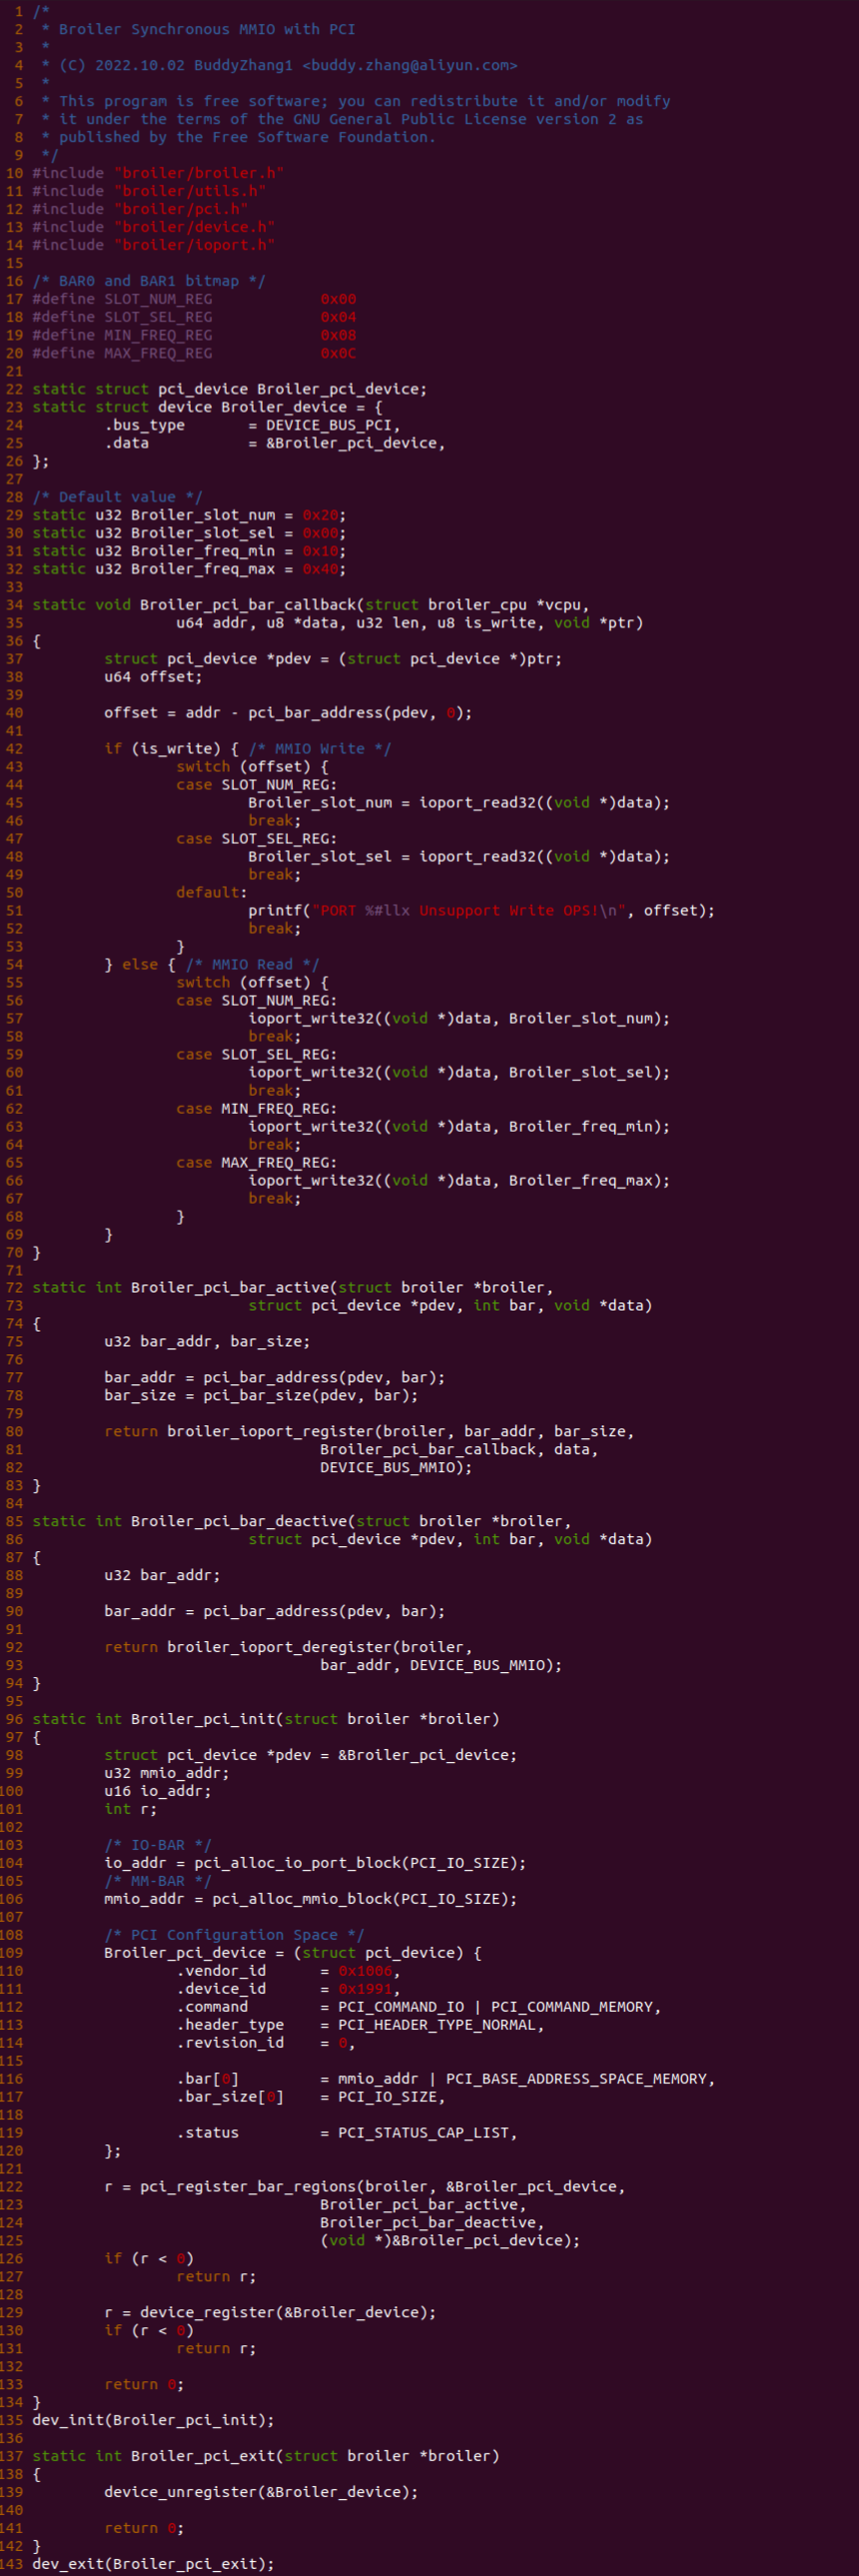 1 /*
2  * Broiler Synchronous MMIO with PCI
3  *
4  * (C) 2022.10.02 BuddyZhang1 <buddy.zhang@aliyun.com>
5  *
6  * This program is free software; you can redistribute it and/or modify
7  * it under the terms of the GNU General Public License version 2 as
8  * published by the Free Software Foundation.
9  */
10 #include "broiler/broiler.h"
11 #include "broiler/utils.h"
12 #include "broiler/pci.h"
13 #include "broiler/device.h"
14 #include "broiler/ioport.h"
15
16 /* BAR0 and BAR1 bitmap */
17 #define SLOT_NUM_REG            0x00
18 #define SLOT_SEL_REG            0x04
19 #define MIN_FREQ_REG            0x08
20 #define MAX_FREQ_REG            0x0C
21
22 static struct pci_device Broiler_pci_device;
23 static struct device Broiler_device = {
24         .bus_type       = DEVICE_BUS_PCI,
25         .data           = &Broiler_pci_device,
26 };
27
28 /* Default value */
29 static u32 Broiler_slot_num = 0x20;
30 static u32 Broiler_slot_sel = 0x00;
31 static u32 Broiler_freq_min = 0x10;
32 static u32 Broiler_freq_max = 0x40;
33
34 static void Broiler_pci_bar_callback(struct broiler_cpu *vcpu,
35                 u64 addr, u8 *data, u32 len, u8 is_write, void *ptr)
36 {
37         struct pci_device *pdev = (struct pci_device *)ptr;
38         u64 offset;
39
40         offset = addr - pci_bar_address(pdev, 0);
41
42         if (is_write) { /* MMIO Write */
43                 switch (offset) {
44                 case SLOT_NUM_REG:
45                         Broiler_slot_num = ioport_read32((void *)data);
46                         break;
47                 case SLOT_SEL_REG:
48                         Broiler_slot_sel = ioport_read32((void *)data);
49                         break;
50                 default:
51                         printf("PORT %#llx Unsupport Write OPS!\n", offset);
52                         break;
53                 }
54         } else { /* MMIO Read */
55                 switch (offset) {
56                 case SLOT_NUM_REG:
57                         ioport_write32((void *)data, Broiler_slot_num);
58                         break;
59                 case SLOT_SEL_REG:
60                         ioport_write32((void *)data, Broiler_slot_sel);
61                         break;
62                 case MIN_FREQ_REG:
63                         ioport_write32((void *)data, Broiler_freq_min);
64                         break;
65                 case MAX_FREQ_REG:
66                         ioport_write32((void *)data, Broiler_freq_max);
67                         break;
68                 }
69         }
70 }
71
72 static int Broiler_pci_bar_active(struct broiler *broiler,
73                         struct pci_device *pdev, int bar, void *data)
74 {
75         u32 bar_addr, bar_size;
76
77         bar_addr = pci_bar_address(pdev, bar);
78         bar_size = pci_bar_size(pdev, bar);
79
80         return broiler_ioport_register(broiler, bar_addr, bar_size,
81                                 Broiler_pci_bar_callback, data,
82                                 DEVICE_BUS_MMIO);
83 }
84
85 static int Broiler_pci_bar_deactive(struct broiler *broiler,
86                         struct pci_device *pdev, int bar, void *data)
87 {
88         u32 bar_addr;
89
90         bar_addr = pci_bar_address(pdev, bar);
91
92         return broiler_ioport_deregister(broiler,
93                                 bar_addr, DEVICE_BUS_MMIO);
94 }
95
96 static int Broiler_pci_init(struct broiler *broiler)
97 {
98         struct pci_device *pdev = &Broiler_pci_device;
99         u32 mmio_addr;
100         u16 io_addr;
101         int r;
102
103         /* IO-BAR */
104         io_addr = pci_alloc_io_port_block(PCI_IO_SIZE);
105         /* MM-BAR */
106         mmio_addr = pci_alloc_mmio_block(PCI_IO_SIZE);
107
108         /* PCI Configuration Space */
109         Broiler_pci_device = (struct pci_device) {
110                 .vendor_id      = 0x1006,
111                 .device_id      = 0x1991,
112                 .command        = PCI_COMMAND_IO | PCI_COMMAND_MEMORY,
113                 .header_type    = PCI_HEADER_TYPE_NORMAL,
114                 .revision_id    = 0,
115
116                 .bar[0]         = mmio_addr | PCI_BASE_ADDRESS_SPACE_MEMORY,
117                 .bar_size[0]    = PCI_IO_SIZE,
118
119                 .status         = PCI_STATUS_CAP_LIST,
120         };
121
122         r = pci_register_bar_regions(broiler, &Broiler_pci_device,
123                                 Broiler_pci_bar_active,
124                                 Broiler_pci_bar_deactive,
125                                 (void *)&Broiler_pci_device);
126         if (r < 0)
127                 return r;
128
129         r = device_register(&Broiler_device);
130         if (r < 0)
131                 return r;
132
133         return 0;
134 }
135 dev_init(Broiler_pci_init);
136
137 static int Broiler_pci_exit(struct broiler *broiler)
138 {
139         device_unregister(&Broiler_device);
140
141         return 0;
142 }
143 dev_exit(Broiler_pci_exit);